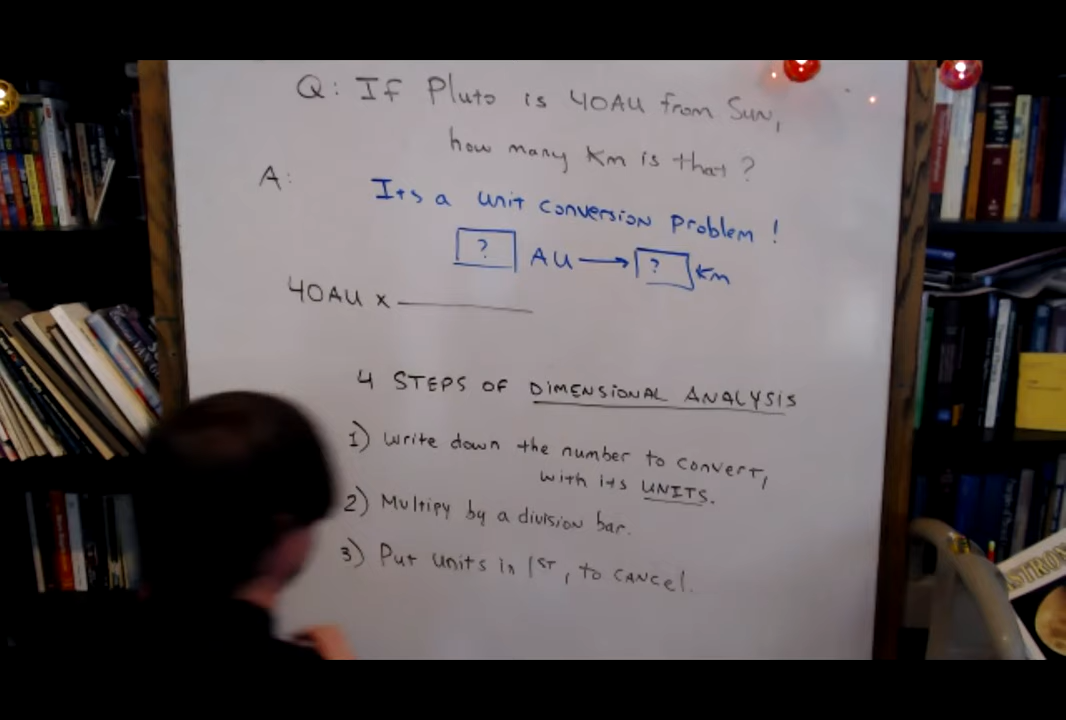 Q: If Pluto is 40AU from Sun,
how many Km is that?
A:
Its a unit conversion problem!
? AU → ? Km
40AU x
4 STEPS OF DIMENSIONAL ANALYSIS
1) Write down the number to convert,
with its UNITS.
2) Multipy by a division bar.
3) Put units in 1ST, to cancel.